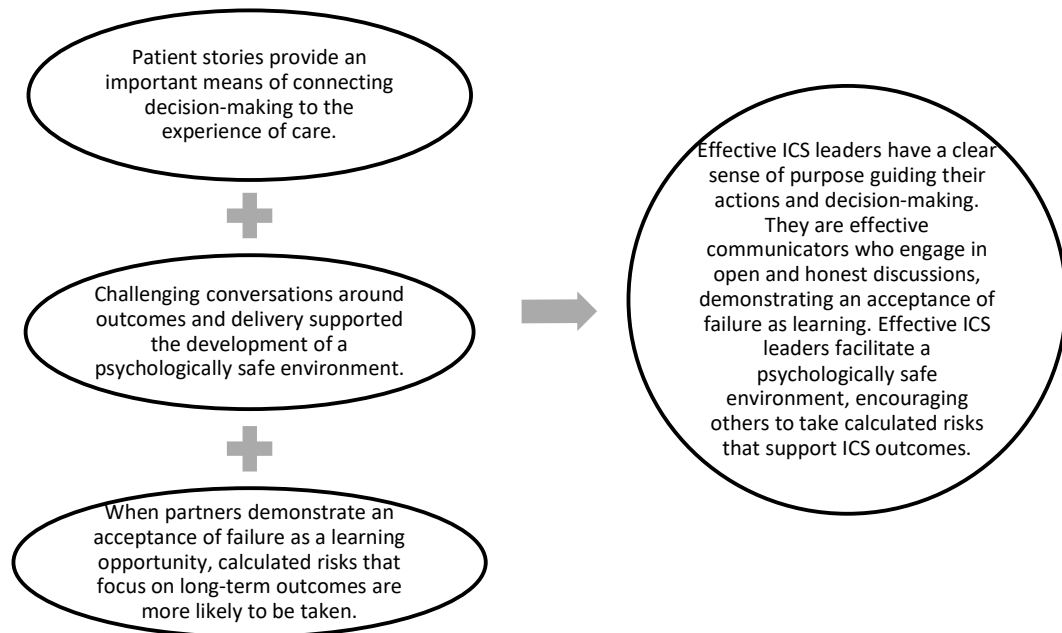 Patient stories provide an
important means of connecting
decision-making to the
experience of care.
Challenging conversations around
outcomes and delivery supported
the development of a
psychologically safe environment.
When partners demonstrate an
acceptance of failure as a learning
opportunity, calculated risks that
focus on long-term outcomes are
more likely to be taken.
Effective ICS leaders have a clear
sense of purpose guiding their
actions and decision-making.
They are effective
communicators who engage in
open and honest discussions,
demonstrating an acceptance of
failure as learning. Effective ICS
leaders facilitate a
psychologically safe
environment, encouraging
others to take calculated risks
that support ICS outcomes.